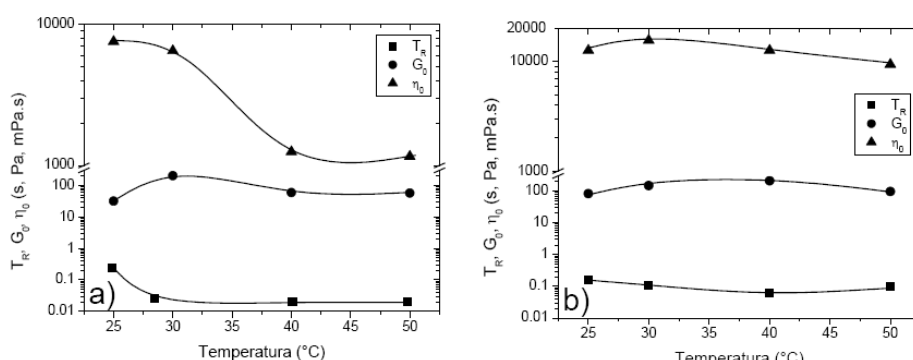 10000
1000
100
10
1
0.1
0.01
T_R, G_0, η_0 (s, Pa, mPa.s)
T_R
G_0
η_0
a)
25 30 35 40 45 50
Temperatura (°C)
20000
10000
1000
100
10
1
0.1
0.01
T_R, G_0, η_0 (s, Pa, mPa.s)
T_R
G_0
η_0
b)
25 30 35 40 45 50
Temperatura (°C)